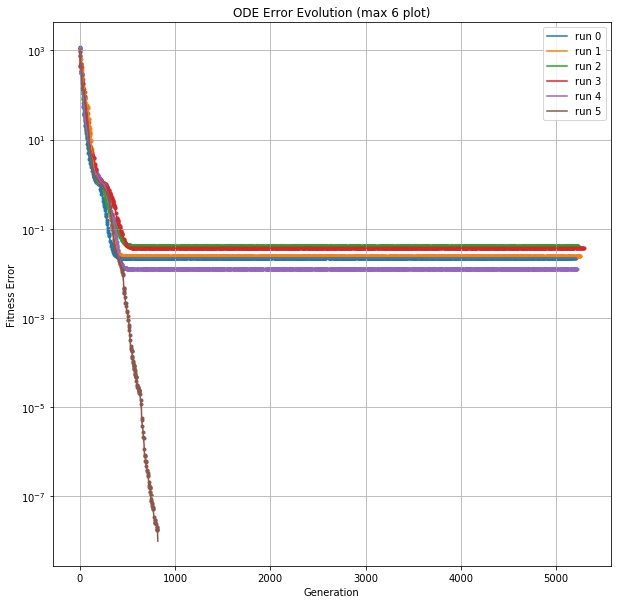 ODE Error Evolution (max 6 plot)
run 0
run 1
run 2
run 3
run 4
run 5
Fitness Error
10³
10¹
10⁻¹
10⁻³
10⁻⁵
10⁻⁷
0 1000 2000 3000 4000 5000
Generation